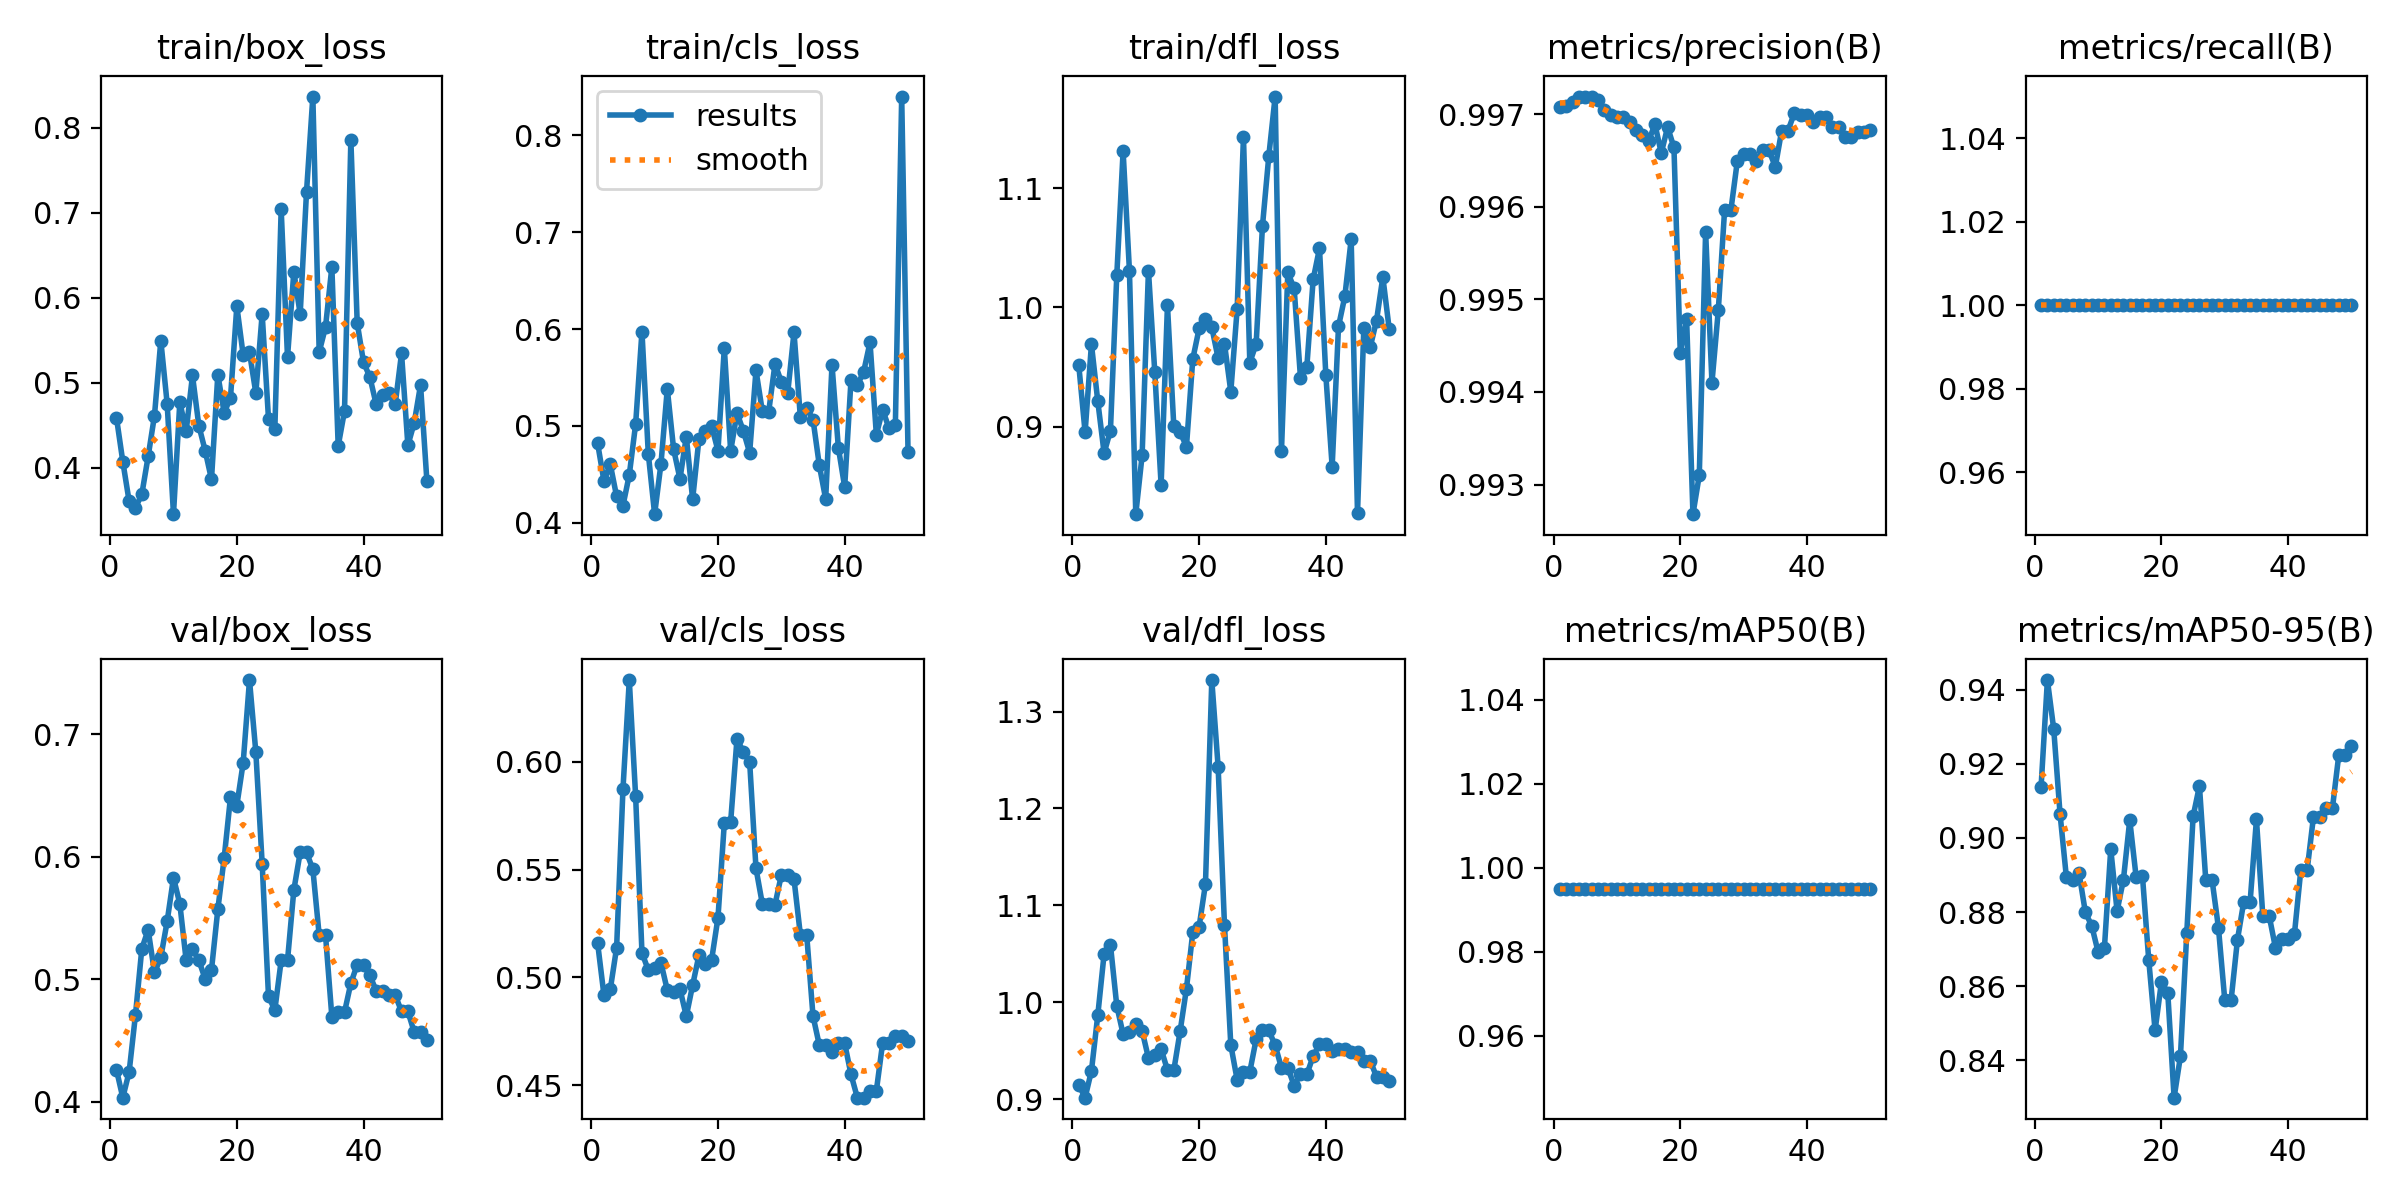 train/box_loss
0.8
0.7
0.6
0.5
0.4
0 20 40
train/cls_loss
results
smooth
0.8
0.7
0.6
0.5
0.4
0 20 40
train/dfl_loss
1.1
1.0
0.9
0 20 40
metrics/precision(B)
0.997
0.996
0.995
0.994
0.993
0 20 40
metrics/recall(B)
1.04
1.02
1.00
0.98
0.96
0 20 40
val/box_loss
0.7
0.6
0.5
0.4
0 20 40
val/cls_loss
0.60
0.55
0.50
0.45
0 20 40
val/dfl_loss
1.3
1.2
1.1
1.0
0.9
0 20 40
metrics/mAP50(B)
1.04
1.02
1.00
0.98
0.96
0 20 40
metrics/mAP50-95(B)
0.94
0.92
0.90
0.88
0.86
0.84
0 20 40